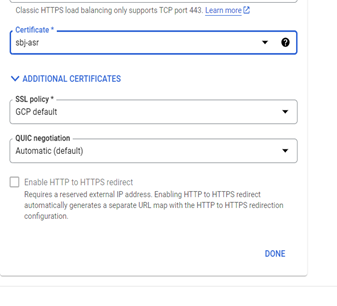 Classic HTTPS load balancing only supports TCP port 443. Learn more
Certificate *
sbj-asr
ADDITIONAL CERTIFICATES
SSL policy *
GCP default
QUIC negotiation
Automatic (default)
Enable HTTP to HTTPS redirect
Requires a reserved external IP address. Enabling HTTP to HTTPS redirect
automatically generates a separate URL map with the HTTP to HTTPS redirection
configuration.
DONE